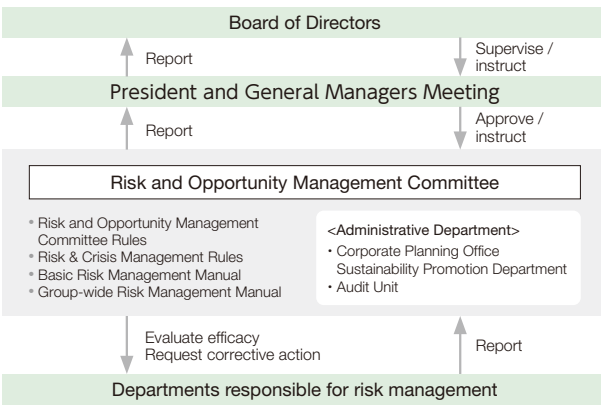 Board of Directors
Report
Supervise /
instruct
President and General Managers Meeting
Report
Approve /
instruct
Risk and Opportunity Management Committee
• Risk and Opportunity Management
Committee Rules
• Risk & Crisis Management Rules
• Basic Risk Management Manual
• Group-wide Risk Management Manual
<Administrative Department>
・Corporate Planning Office
Sustainability Promotion Department
・Audit Unit
Evaluate efficacy
Request corrective action
Report
Departments responsible for risk management